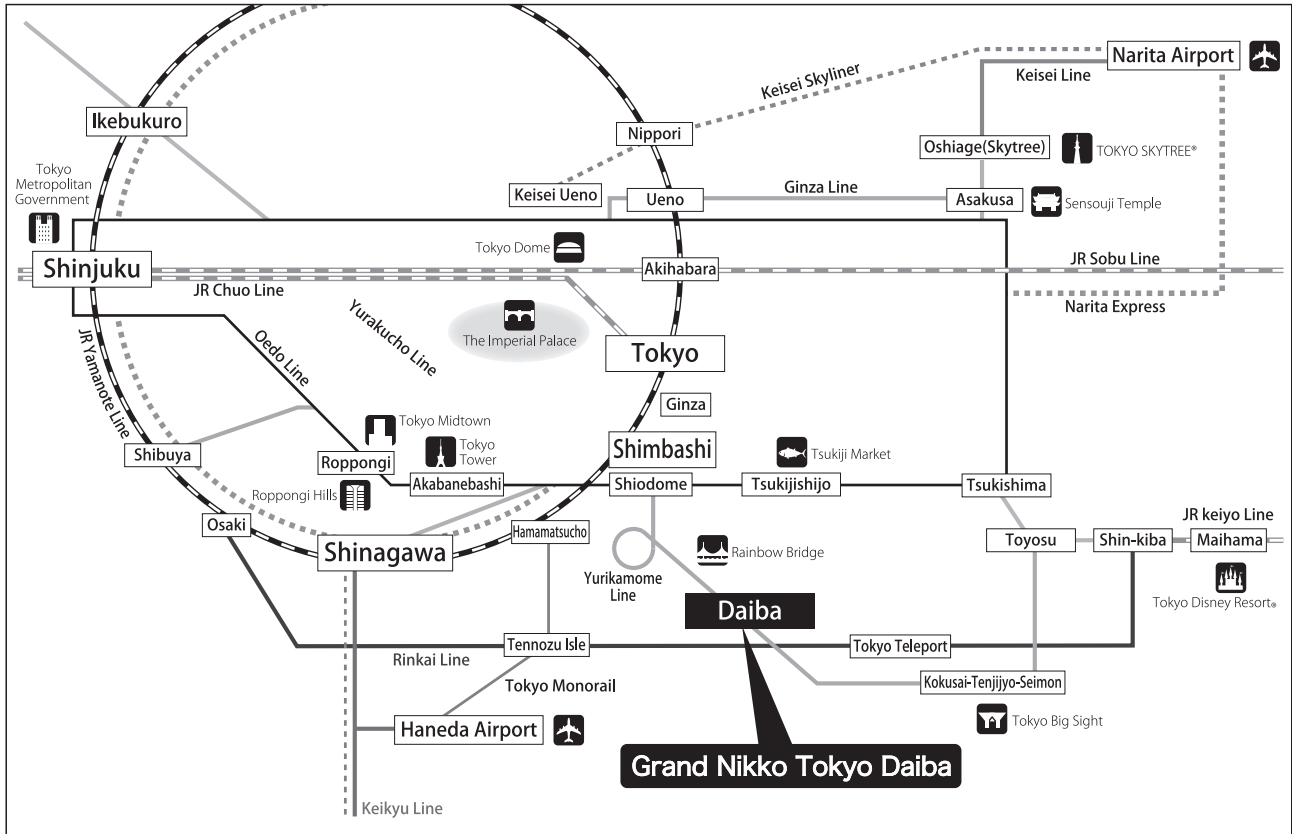 Narita Airport
Keisei Skyliner
Keisei Line
Ikebukuro
Nippori
Oshiage(Skytree)
TOKYO SKYTREE®
Tokyo
Metropolitan
Government
Keisei Ueno
Ueno
Ginza Line
Asakusa
Sensouji Temple
Tokyo Dome
Shinjuku
Akihabara
JR Sobu Line
JR Chuo Line
Narita Express
Yurakucho Line
The Imperial Palace
Oedo Line
Tokyo
JR Yamanote Line
Ginza
Tokyo Midtown
Shibuya
Roppongi
Tokyo
Tower
Shimbashi
Tsukiji Market
Roppongi Hills
Akabanebashi
Shiodome
Tsukijishijo
Tsukishima
Osaki
Shinagawa
Hamamatsucho
JR keiyo Line
Toyosu
Shin-kiba
Maihama
Rainbow Bridge
Yurikamome
Line
Tokyo Disney Resort®
Daiba
Rinkai Line
Tennozu Isle
Tokyo Teleport
Tokyo Monorail
Kokusai-Tenjijyo-Seimon
Haneda Airport
Tokyo Big Sight
Grand Nikko Tokyo Daiba
Keikyu Line